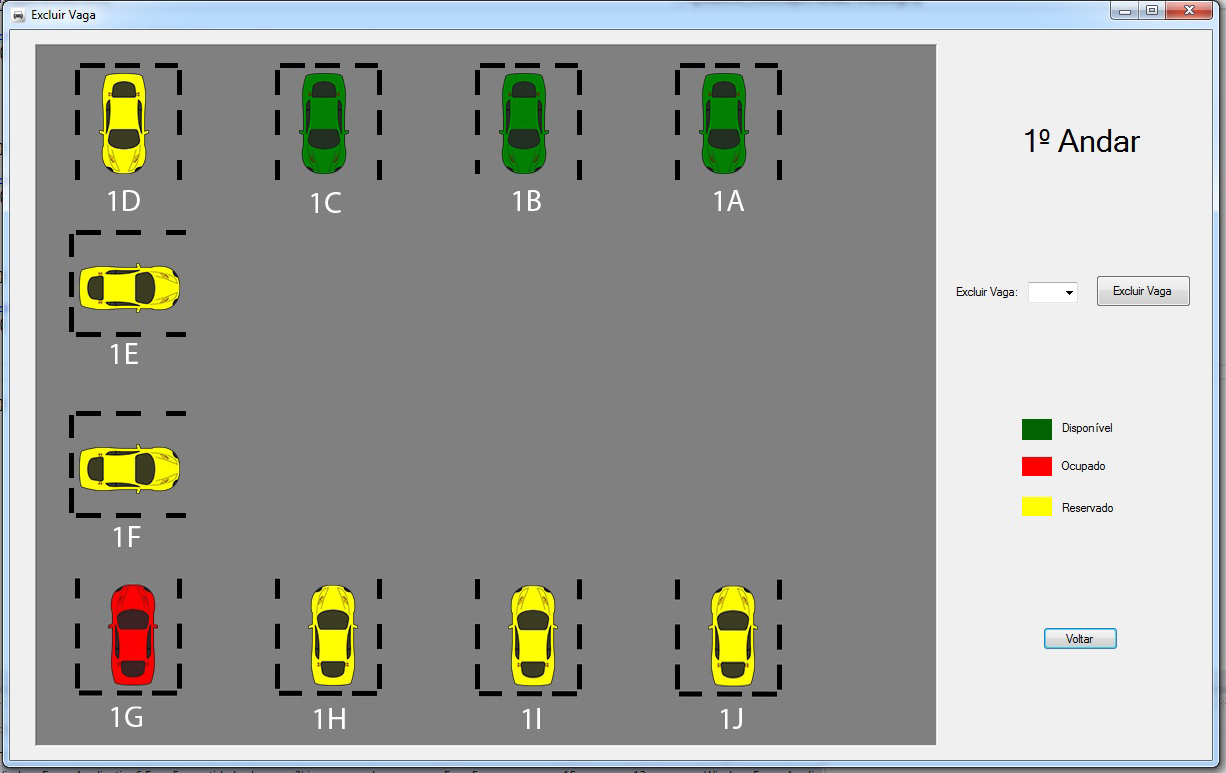 Excluir Vaga
1D
1C
1B
1A
1º Andar
1E
Excluir Vaga:
Excluir Vaga
1F
Disponível
Ocupado
Reservado
1G
1H
1I
1J
Voltar